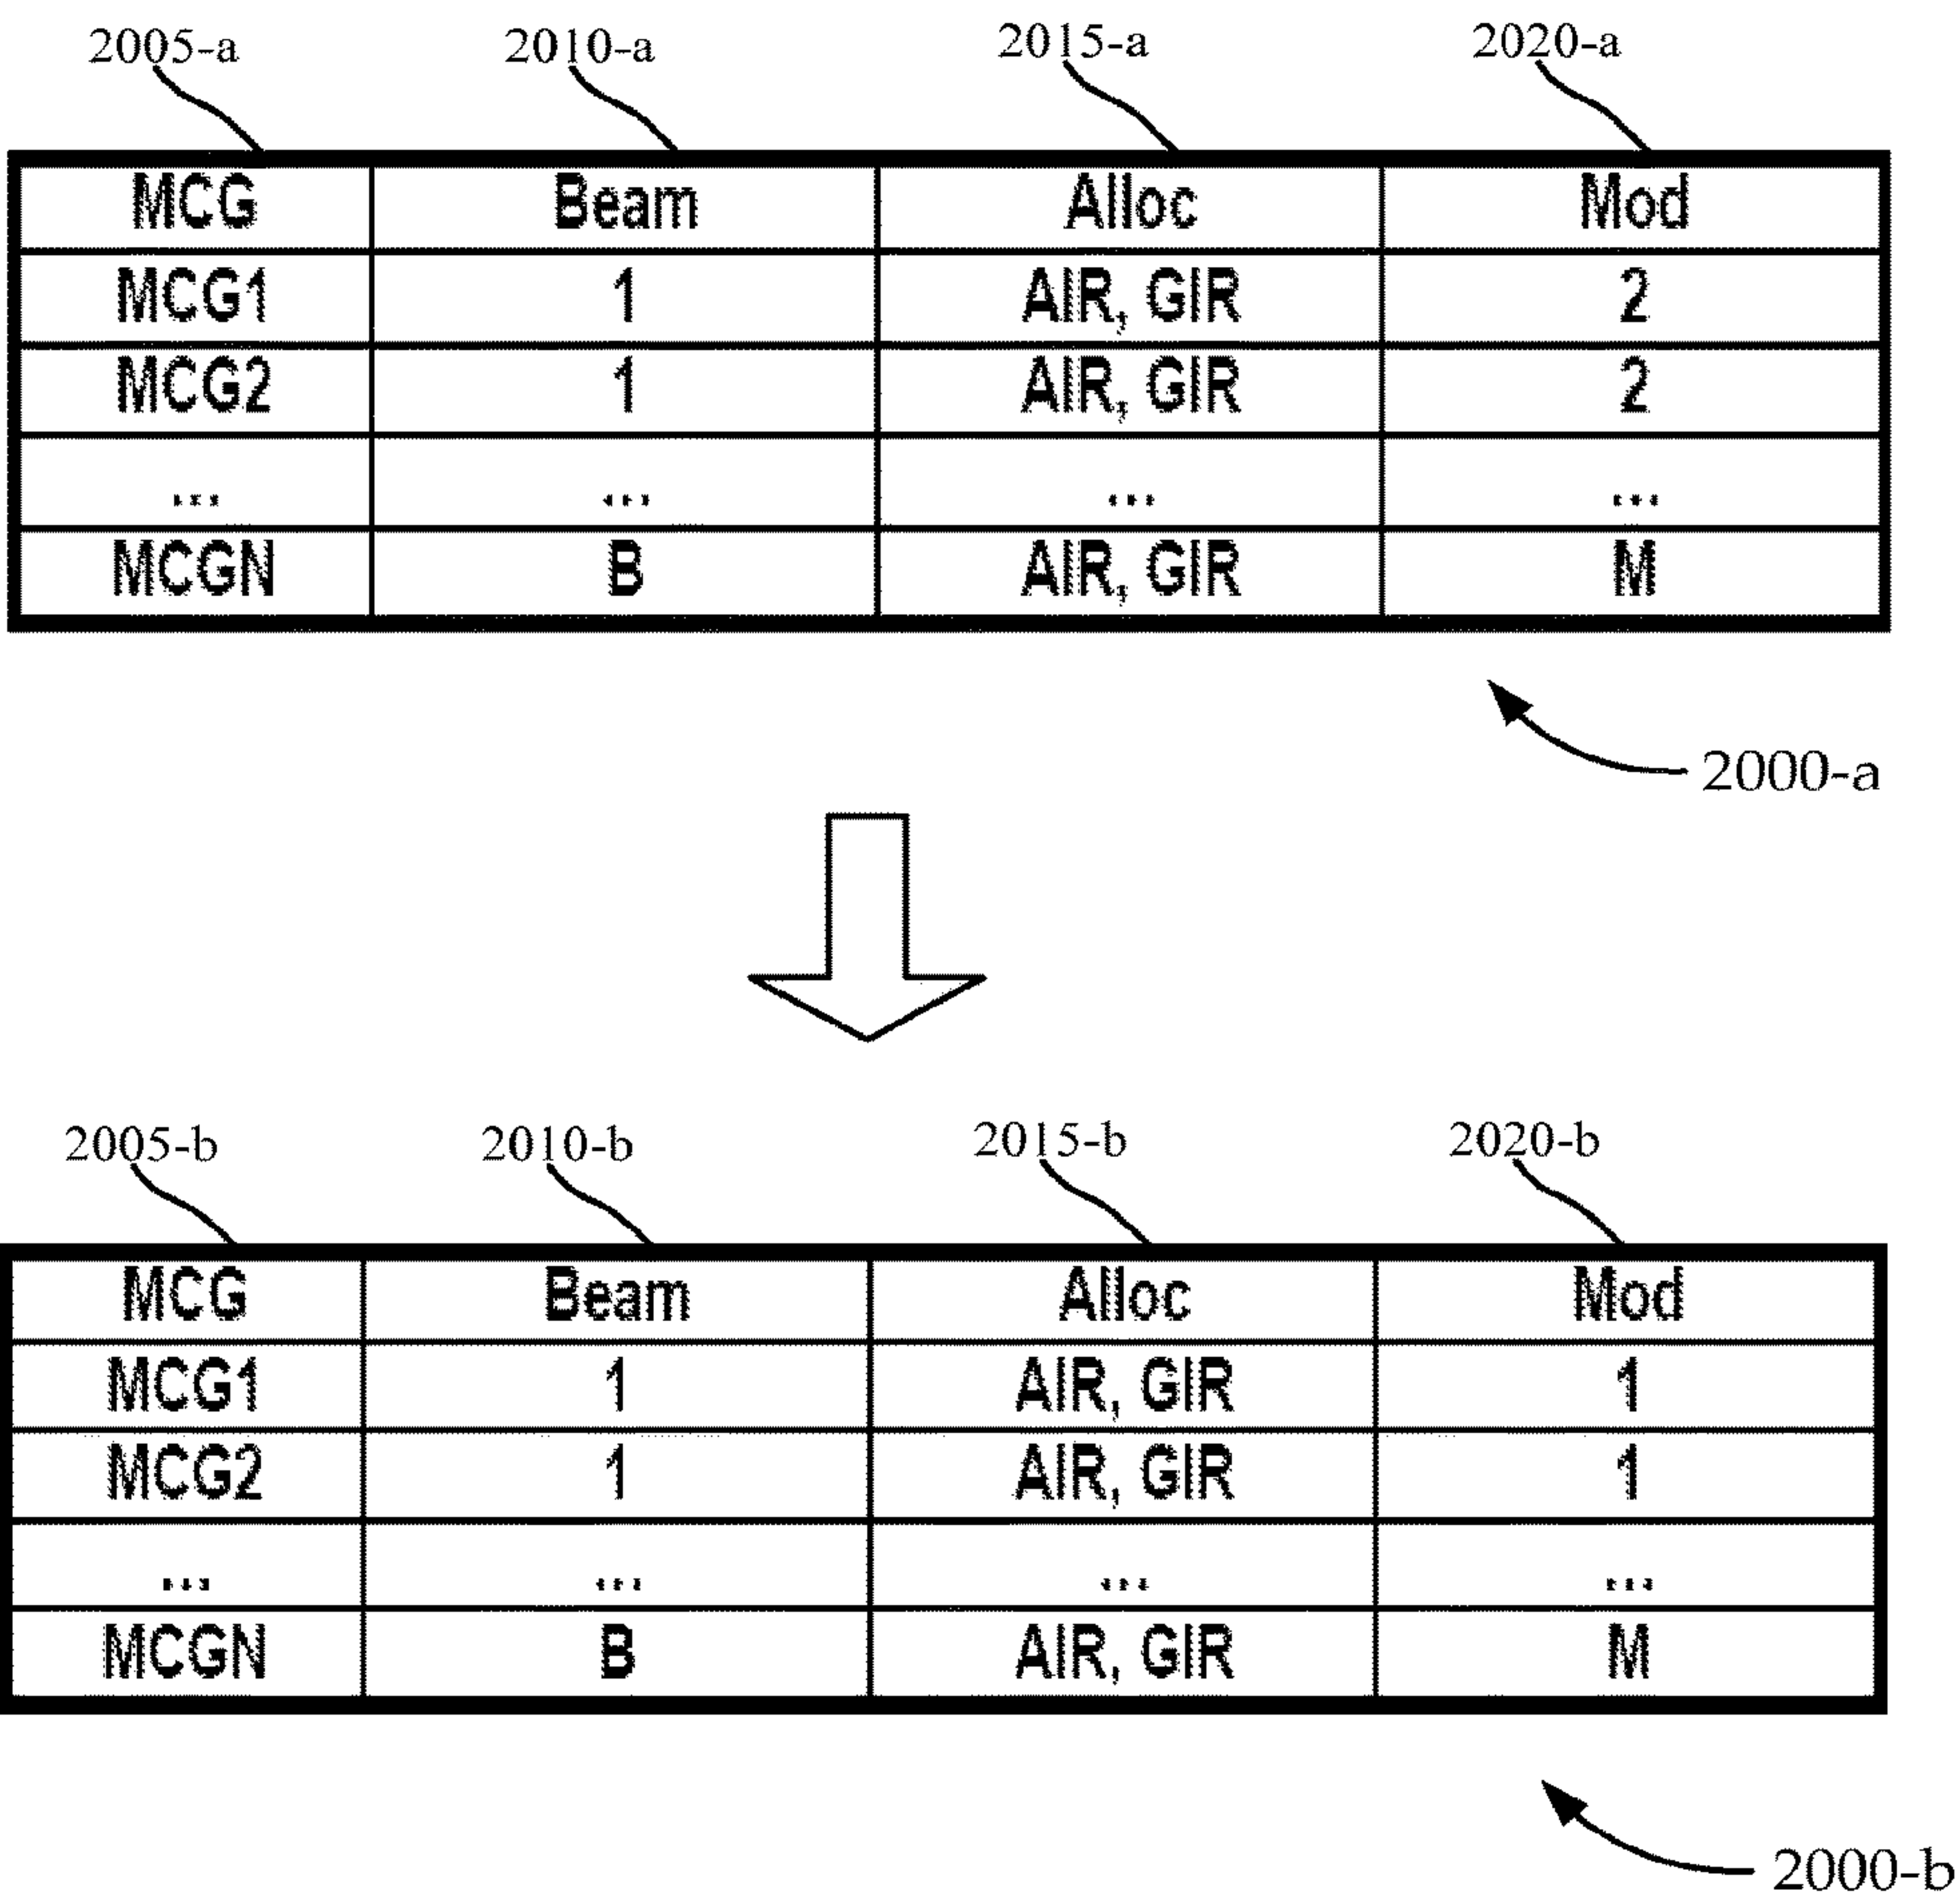 2005-a 2010-a 2015-a 2020-a
MCG Beam Alloc Mod
MCG1 1 AIR, GIR 2
MCG2 1 AIR, GIR 2
... ... ... ...
MCGN B AIR, GIR M
2000-a
2005-b 2010-b 2015-b 2020-b
MCG Beam Alloc Mod
MCG1 1 AIR, GIR 1
MCG2 1 AIR, GIR 1
... ... ... ...
MCGN B AIR, GIR M
2000-b